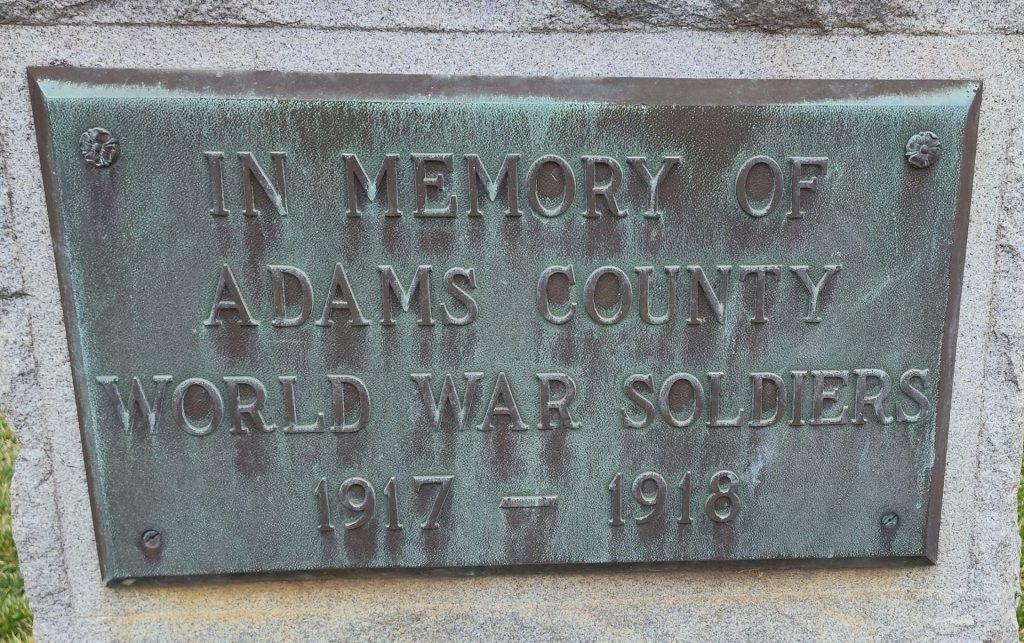 IN MEMORY OF
ADAMS COUNTY
WORLD WAR SOLDIERS
1917 — 1918